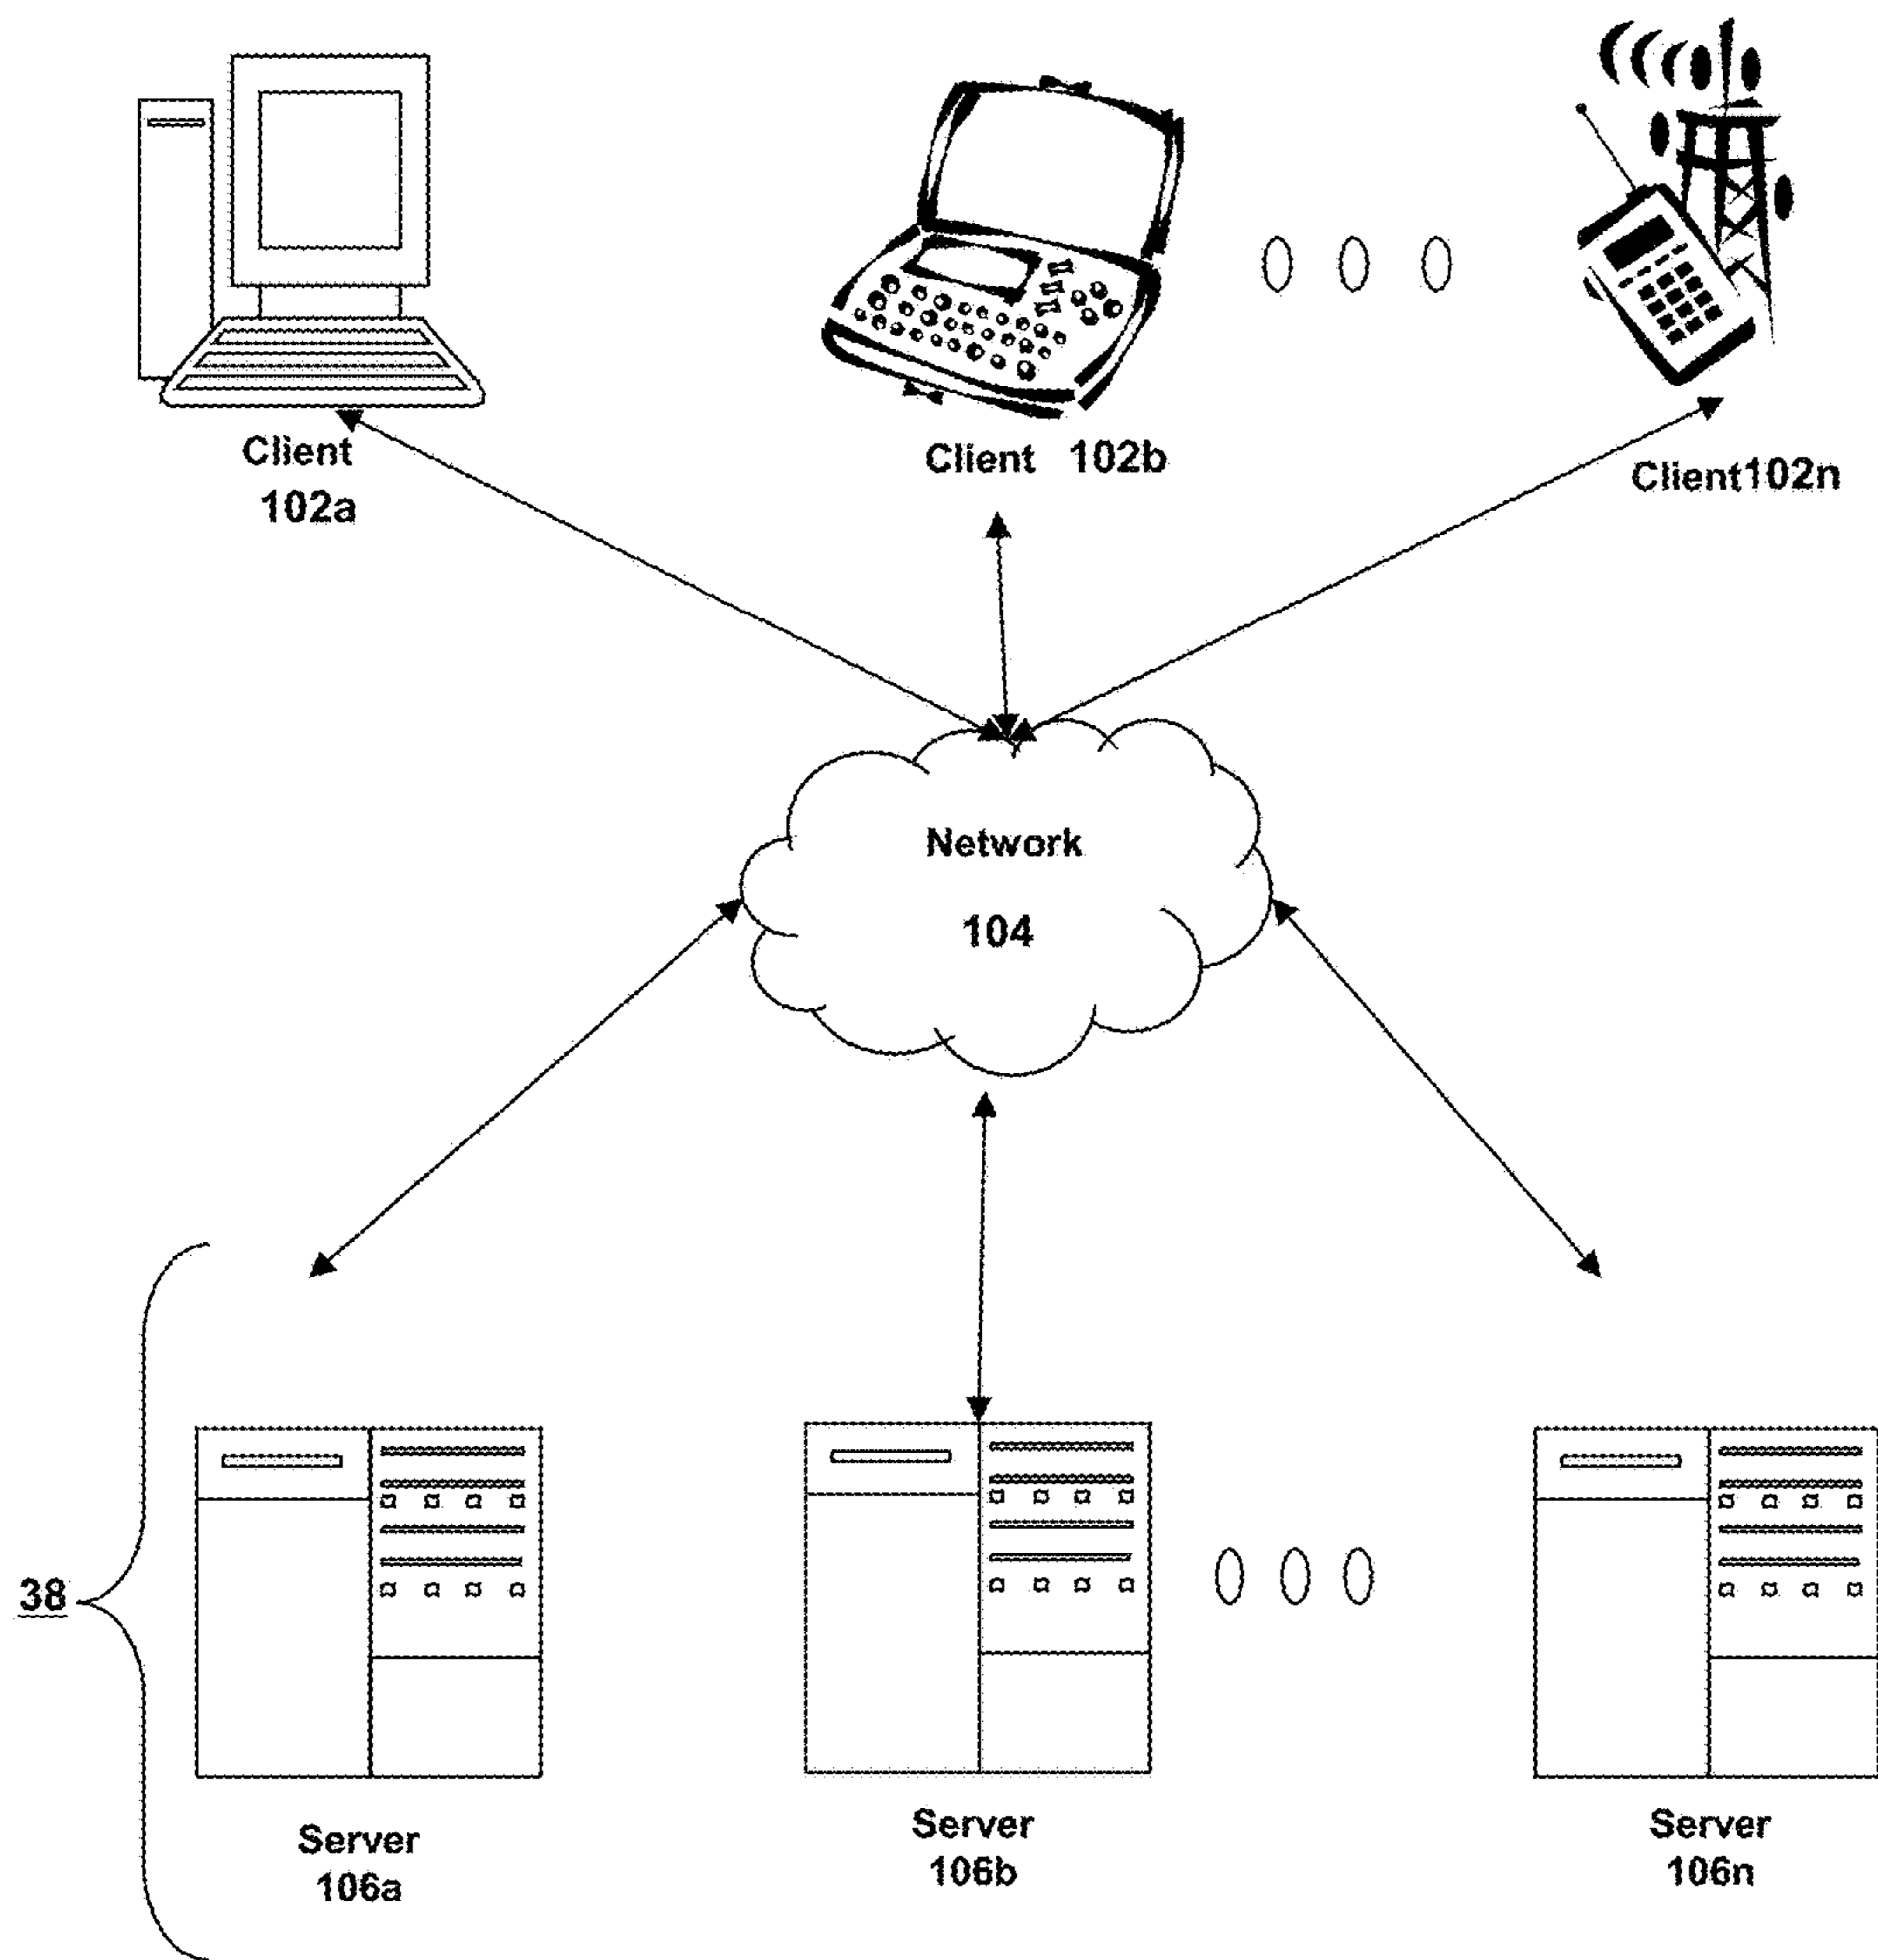 Client
102a
Client 102b
Client102n
Network
104
38
Server
106a
Server
106b
Server
106n